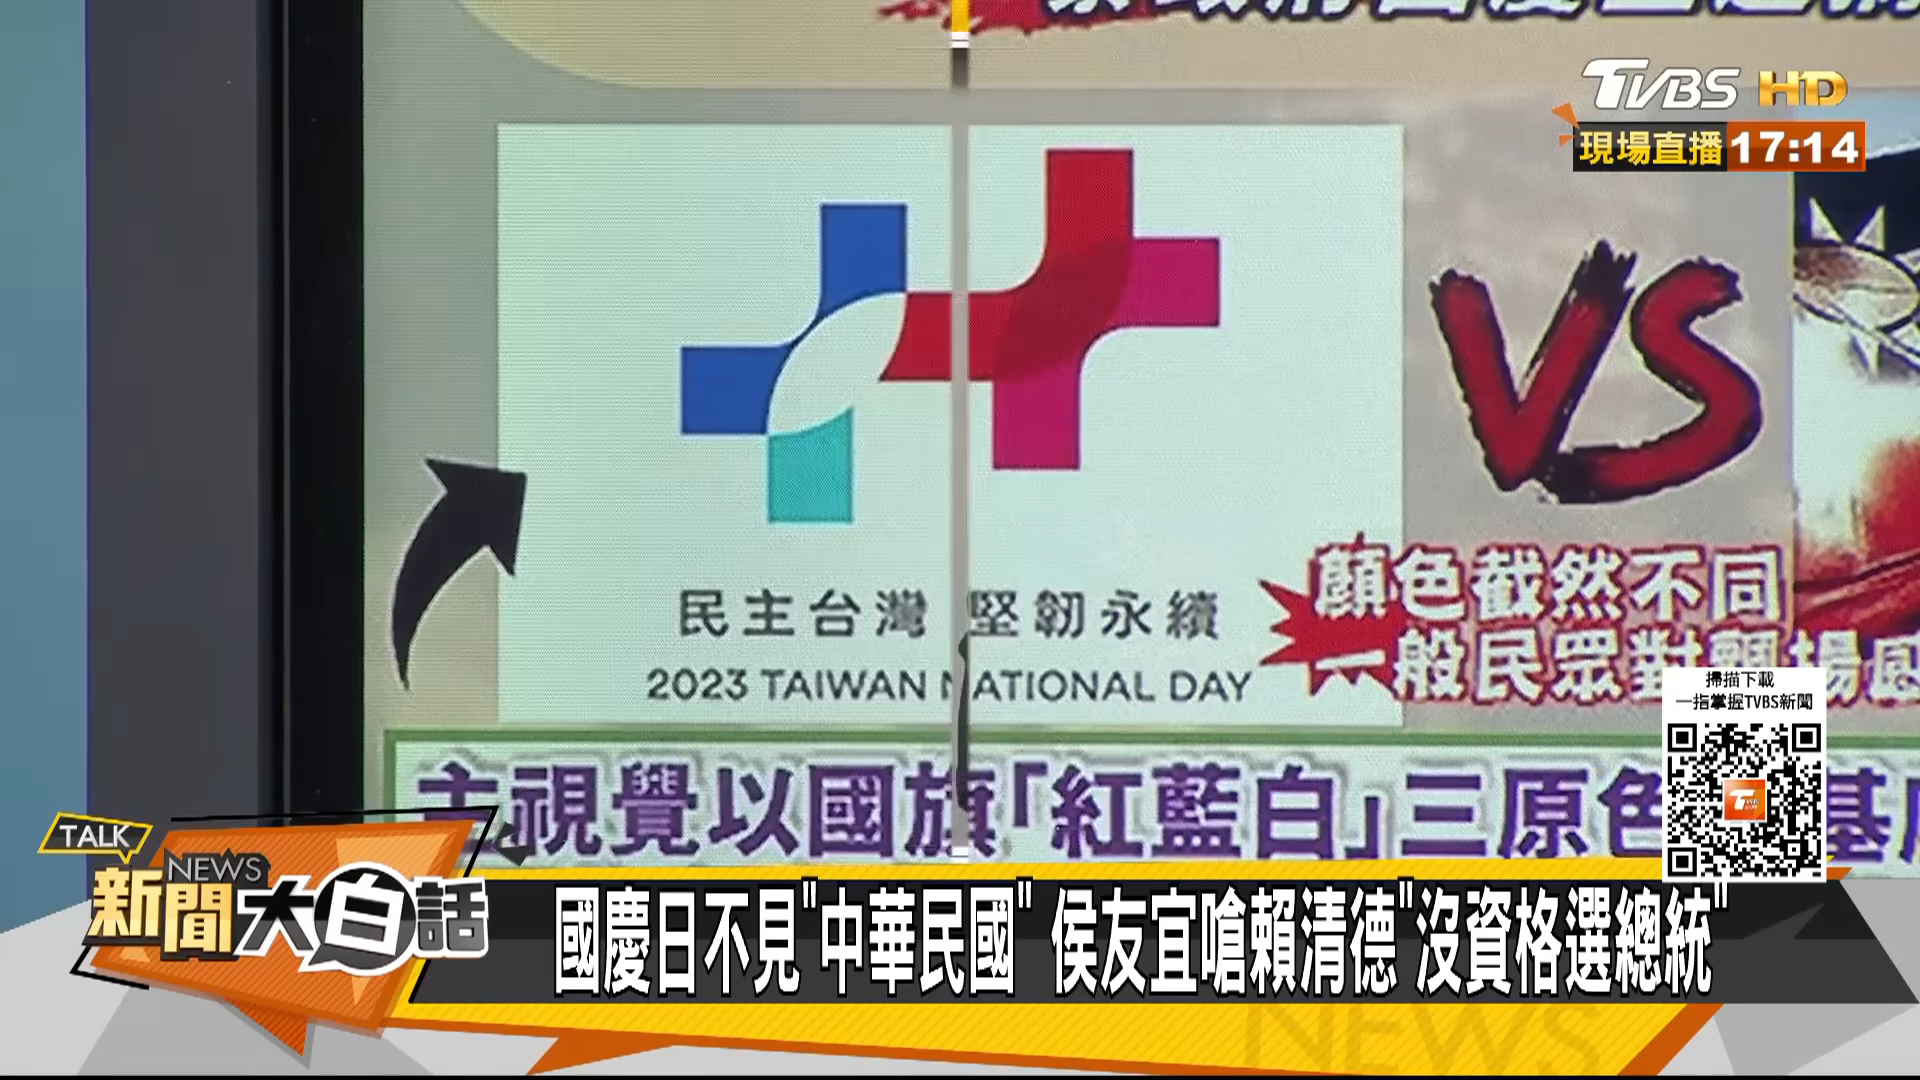 TVBS HD
現場直播 17:14
VS
民主台灣 堅韌永續
2023 TAIWAN NATIONAL DAY
顏色截然不同
一般民眾對觀場感
主視覺以國旗「紅藍白」三原色
掃描下載
一指掌握TVBS新聞
TALK
NEWS
新聞大白話
國慶日不見"中華民國" 侯友宜嗆賴清德"沒資格選總統"
NEWS